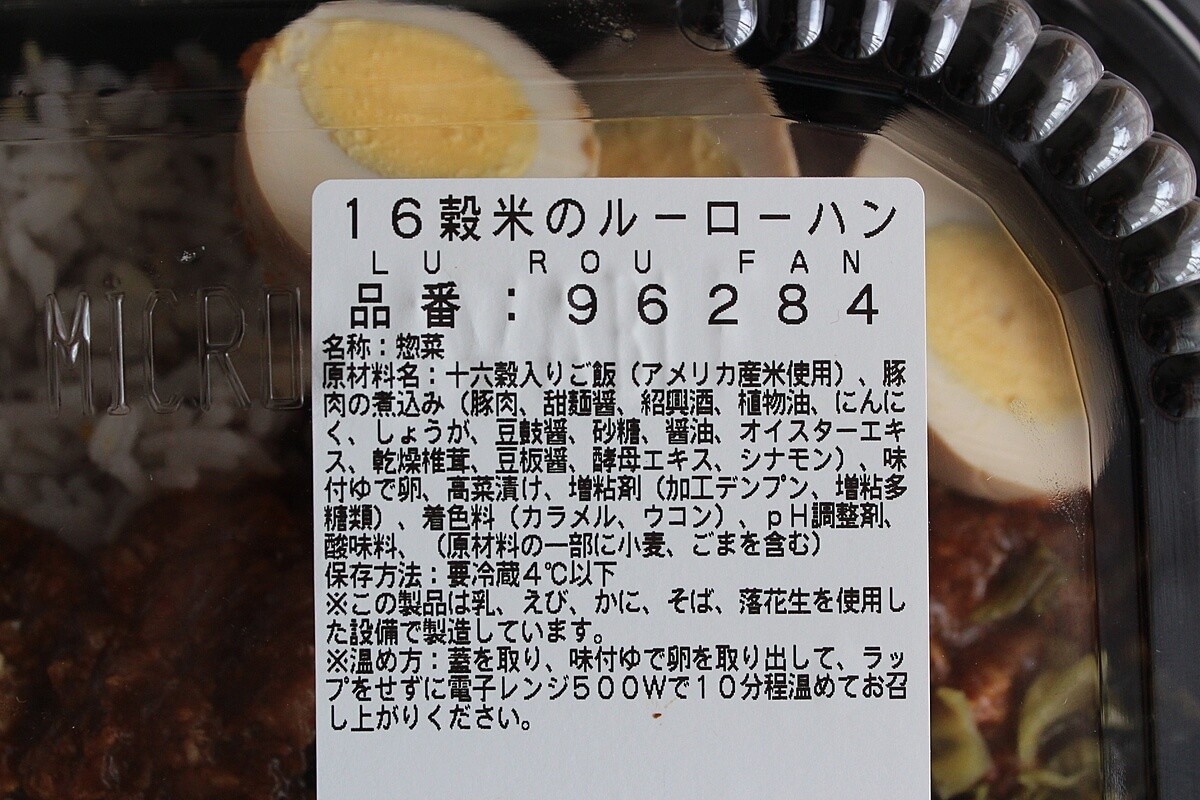 16穀米のルーローハン
LU ROU FAN
品番：96284
名称：惣菜
原材料名：十六穀入りご飯（アメリカ産米使用）、豚
肉の煮込み（豚肉、甜麺醤、紹興酒、植物油、にんに
く、しょうが、豆鼓醤、砂糖、醤油、オイスターエキ
ス、乾燥椎茸、豆板醤、酵母エキス、シナモン）、味
付ゆで卵、高菜漬け、増粘剤（加工デンプン、増粘多
糖類）、着色料（カラメル、ウコン）、pH調整剤、
酸味料、（原材料の一部に小麦、ごまを含む）
保存方法：要冷蔵4℃以下
※この製品は乳、えび、かに、そば、落花生を使用し
た設備で製造しています。
※温め方：蓋を取り、味付ゆで卵を取り出して、ラッ
プをせずに電子レンジ500Wで10分程温めてお召
し上がりください。
MICRO